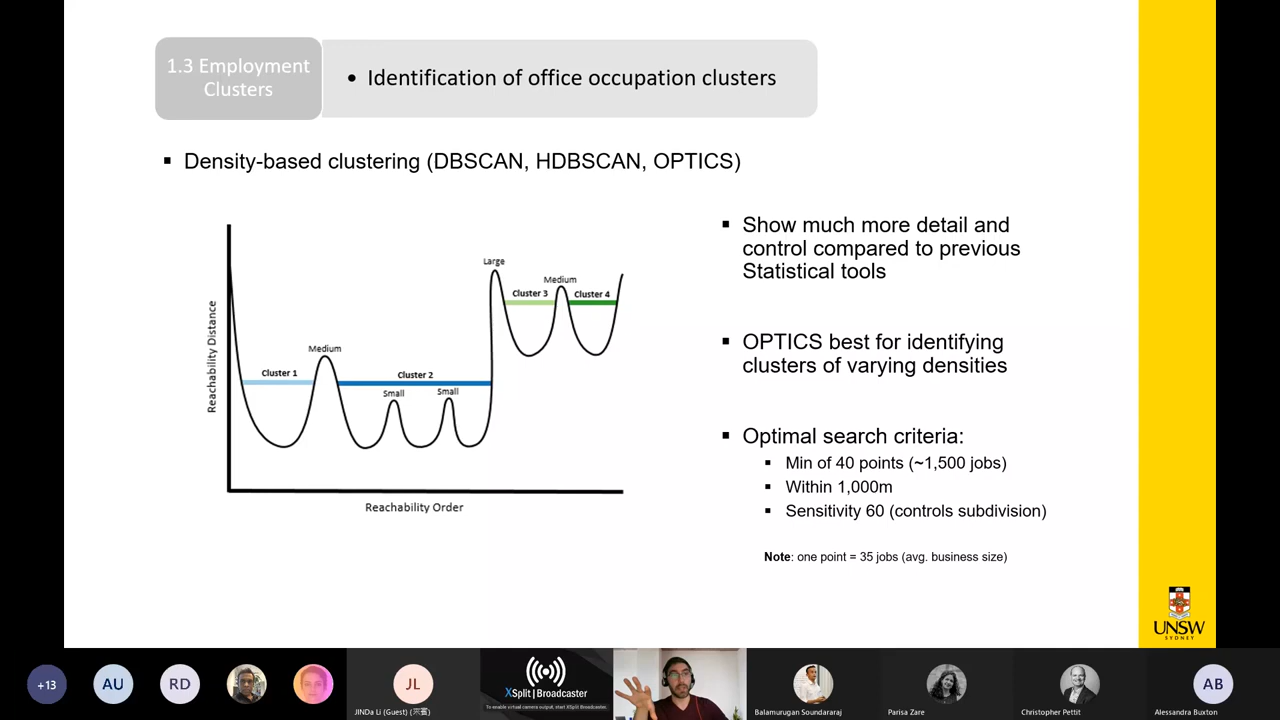 1.3 Employment
Clusters
• Identification of office occupation clusters
▪ Density-based clustering (DBSCAN, HDBSCAN, OPTICS)
Reachability Distance
Cluster 1
Medium
Cluster 2
Small
Small
Large
Cluster 3
Medium
Cluster 4
Reachability Order
▪ Show much more detail and
control compared to previous
Statistical tools
▪ OPTICS best for identifying
clusters of varying densities
▪ Optimal search criteria:
▪ Min of 40 points (~1,500 jobs)
▪ Within 1,000m
▪ Sensitivity 60 (controls subdivision)
Note: one point = 35 jobs (avg. business size)
UNSW
SYDNEY
+13
AU
RD
JL
JINDa Li (Guest) (来賓)
XSplit|Broadcaster
To enable virtual camera output, start XSplit Broadcaster.
Balamurugan Soundararaj
Parisa Zare
Christopher Pettit
AB
Alessandra Buxton